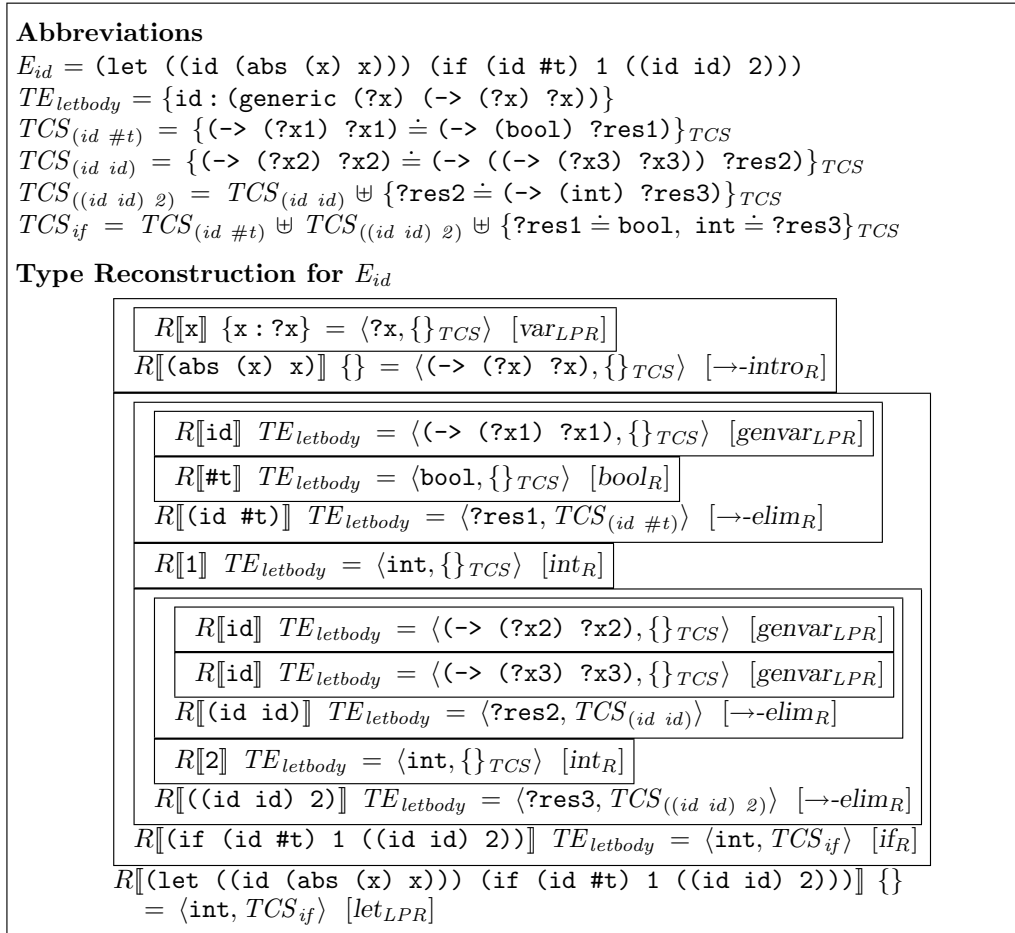 Abbreviations
E_id = (let ((id (abs (x) x))) (if (id #t) 1 ((id id) 2)))
TE_letbody = {id : (generic (?x) (-> (?x) ?x))}
TCS_(id #t) = {(-> (?x1) ?x1) ≐ (-> (bool) ?res1)}_TCS
TCS_(id id) = {(-> (?x2) ?x2) ≐ (-> ((-> (?x3) ?x3)) ?res2)}_TCS
TCS_((id id) 2) = TCS_(id id) ⊎ {?res2 ≐ (-> (int) ?res3)}_TCS
TCS_if = TCS_(id #t) ⊎ TCS_((id id) 2) ⊎ {?res1 ≐ bool, int ≐ ?res3}_TCS
Type Reconstruction for E_id
R⟦x⟧ {x : ?x} = ⟨?x, {}_TCS⟩ [var_LPR]
R⟦(abs (x) x)⟧ {} = ⟨(-> (?x) ?x), {}_TCS⟩ [→-intro_R]
R⟦id⟧ TE_letbody = ⟨(-> (?x1) ?x1), {}_TCS⟩ [genvar_LPR]
R⟦#t⟧ TE_letbody = ⟨bool, {}_TCS⟩ [bool_R]
R⟦(id #t)⟧ TE_letbody = ⟨?res1, TCS_(id #t)⟩ [→-elim_R]
R⟦1⟧ TE_letbody = ⟨int, {}_TCS⟩ [int_R]
R⟦id⟧ TE_letbody = ⟨(-> (?x2) ?x2), {}_TCS⟩ [genvar_LPR]
R⟦id⟧ TE_letbody = ⟨(-> (?x3) ?x3), {}_TCS⟩ [genvar_LPR]
R⟦(id id)⟧ TE_letbody = ⟨?res2, TCS_(id id)⟩ [→-elim_R]
R⟦2⟧ TE_letbody = ⟨int, {}_TCS⟩ [int_R]
R⟦((id id) 2)⟧ TE_letbody = ⟨?res3, TCS_((id id) 2)⟩ [→-elim_R]
R⟦(if (id #t) 1 ((id id) 2))⟧ TE_letbody = ⟨int, TCS_if⟩ [if_R]
R⟦(let ((id (abs (x) x))) (if (id #t) 1 ((id id) 2)))⟧ {}
= ⟨int, TCS_if⟩ [let_LPR]